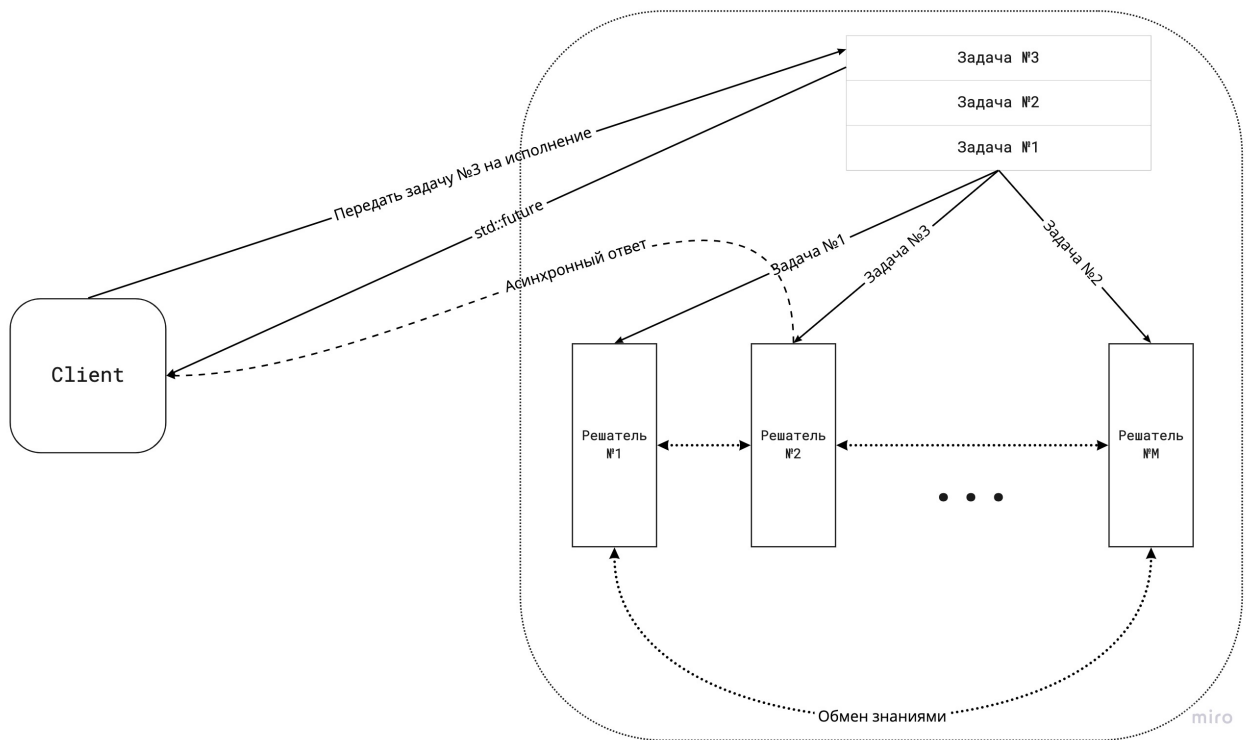 Задача №3
Задача №2
Задача №1
Передать задачу №3 на исполнение
std::future
Асинхронный ответ
Задача №1
Задача №3
Задача №2
Client
Решатель
№1
Решатель
№2
Решатель
№M
Обмен знаниями
miro